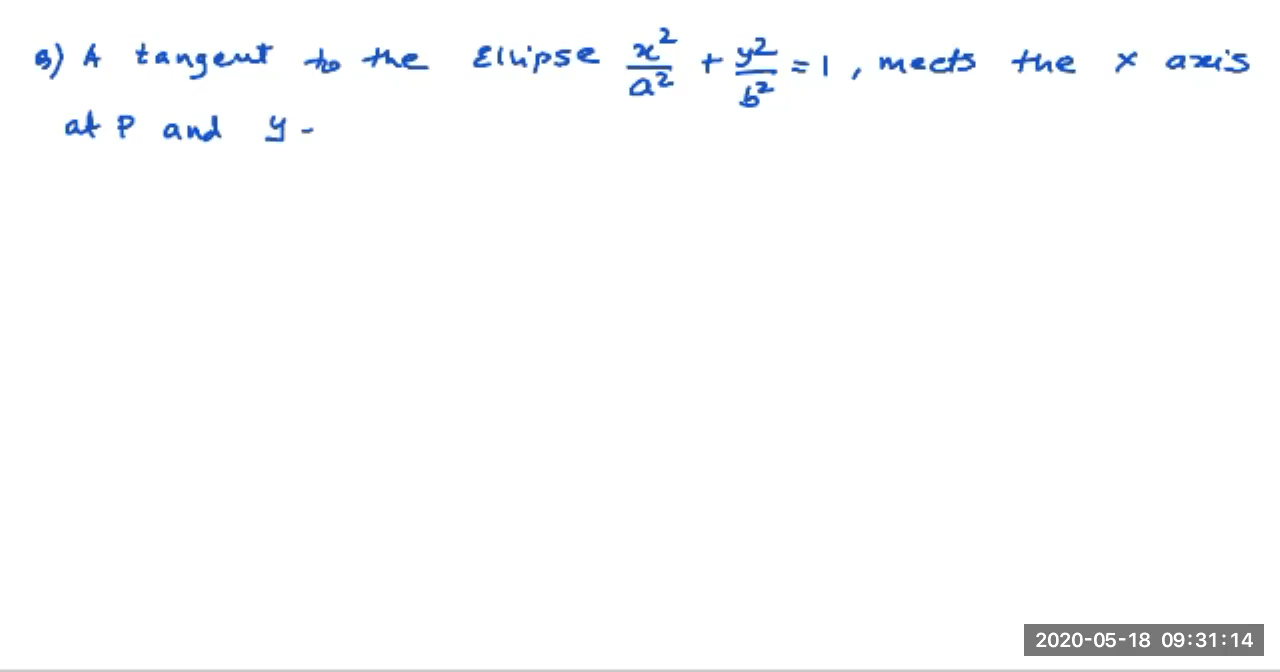 Q) A tangent to the Ellipse x²/a² + y²/b² = 1, meets the x axis
at P and y -
2020-05-18 09:31:14